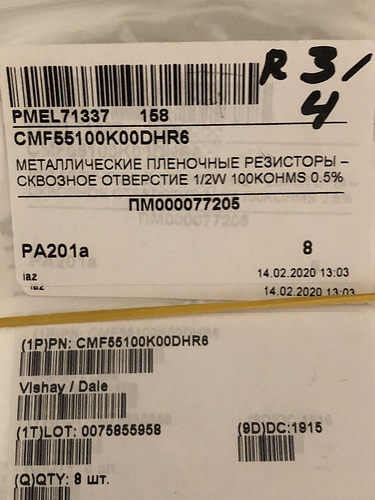 R 3/4
PMEL71337 158
CMF55100K00DHR6
МЕТАЛЛИЧЕСКИЕ ПЛЕНОЧНЫЕ РЕЗИСТОРЫ –
СКВОЗНОЕ ОТВЕРСТИЕ 1/2W 100KOHMS 0.5%
ПМ000077205
PA201a 8
iaz 14.02.2020 13:03
iaz 14.02.2020 13:03
(1P)PN: CMF55100K00DHR6
Vishay / Dale
(1T)LOT: 0075855958 (9D)DC:1915
(Q)QTY: 8 шт.